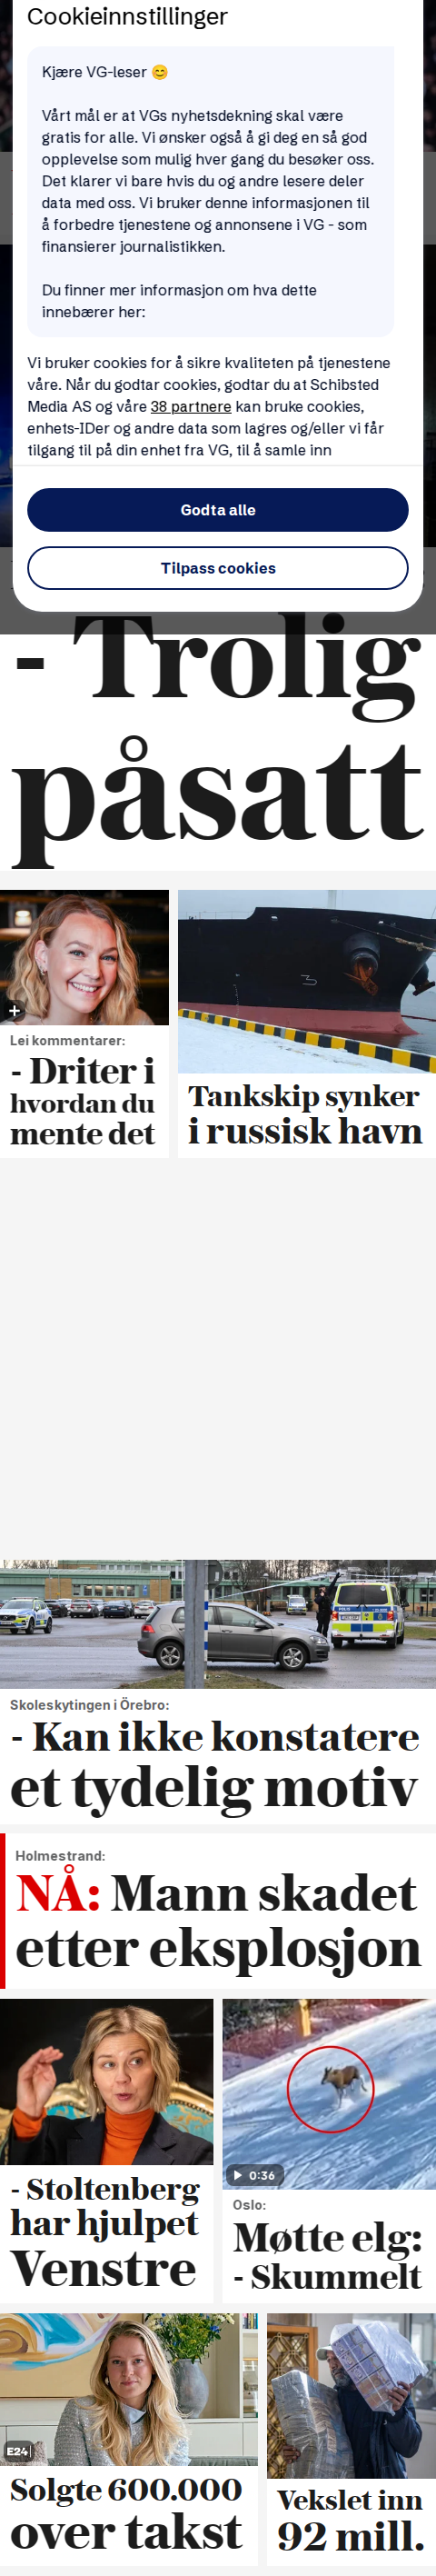 Cookieinnstillinger
Kjære VG-leser 😊
Vårt mål er at VGs nyhetsdekning skal være
gratis for alle. Vi ønsker også å gi deg en så god
opplevelse som mulig hver gang du besøker oss.
Det klarer vi bare hvis du og andre lesere deler
data med oss. Vi bruker denne informasjonen til
å forbedre tjenestene og annonsene i VG - som
finansierer journalistikken.
Du finner mer informasjon om hva dette
innebærer her:
Vi bruker cookies for å sikre kvaliteten på tjenestene
våre. Når du godtar cookies, godtar du at Schibsted
Media AS og våre 38 partnere kan bruke cookies,
enhets-IDer og andre data som lagres og/eller vi får
tilgang til på din enhet fra VG, til å samle inn
Godta alle
Tilpass cookies
- Trolig
påsatt
Lei kommentarer:
- Driter i
hvordan du
mente det
Tankskip synker
i russisk havn
Skoleskytingen i Örebro:
- Kan ikke konstatere
et tydelig motiv
Holmestrand:
NÅ: Mann skadet
etter eksplosjon
- Stoltenberg
har hjulpet
Venstre
0:36
Oslo:
Møtte elg:
- Skummelt
E24
Solgte 600.000
over takst
Vekslet inn
92 mill.